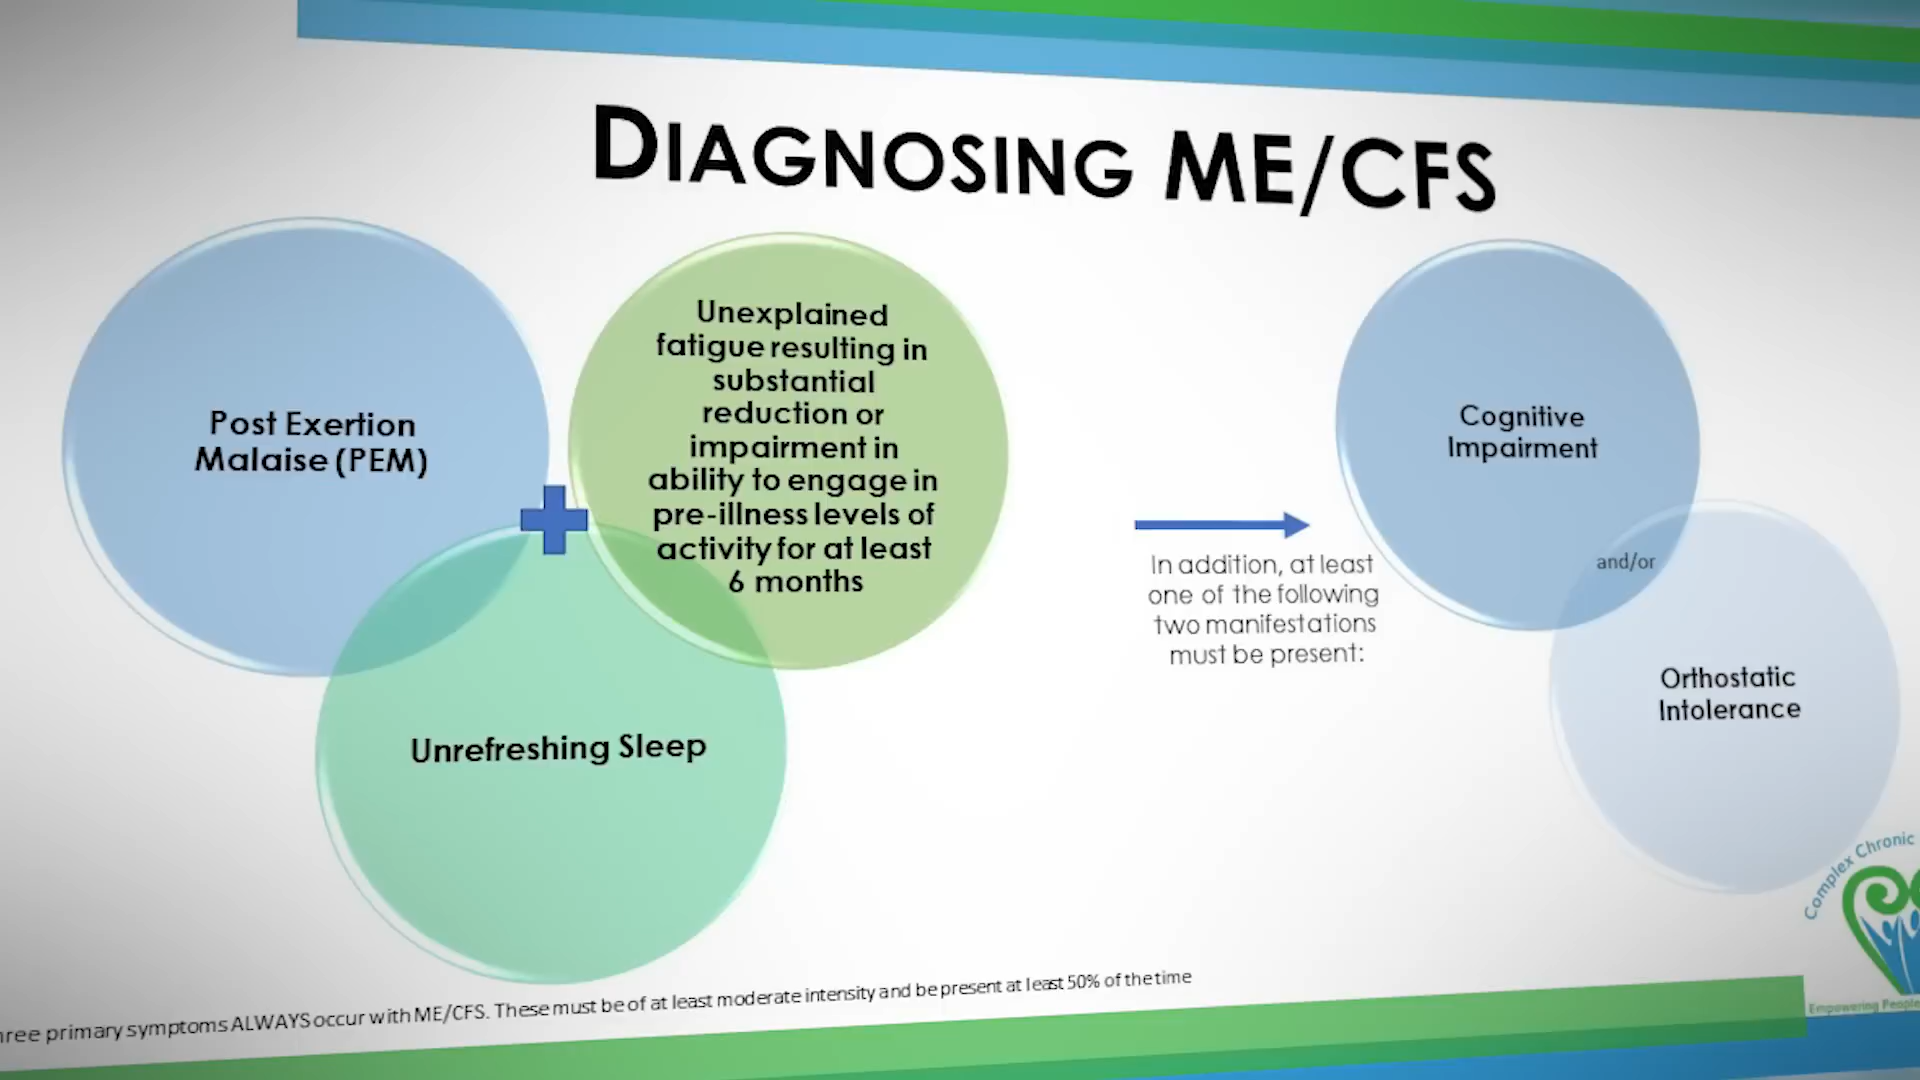 DIAGNOSING ME/CFS
Post Exertion
Malaise (PEM)
Unexplained
fatigue resulting in
substantial
reduction or
impairment in
ability to engage in
pre-illness levels of
activity for at least
6 months
Unrefreshing Sleep
In addition, at least
one of the following
two manifestations
must be present:
Cognitive
Impairment
and/or
Orthostatic
Intolerance
primary symptoms ALWAYS occur with ME/CFS. These must be of at least moderate intensity and be present at least 50% of the time
Complex Chronic
Empowering People